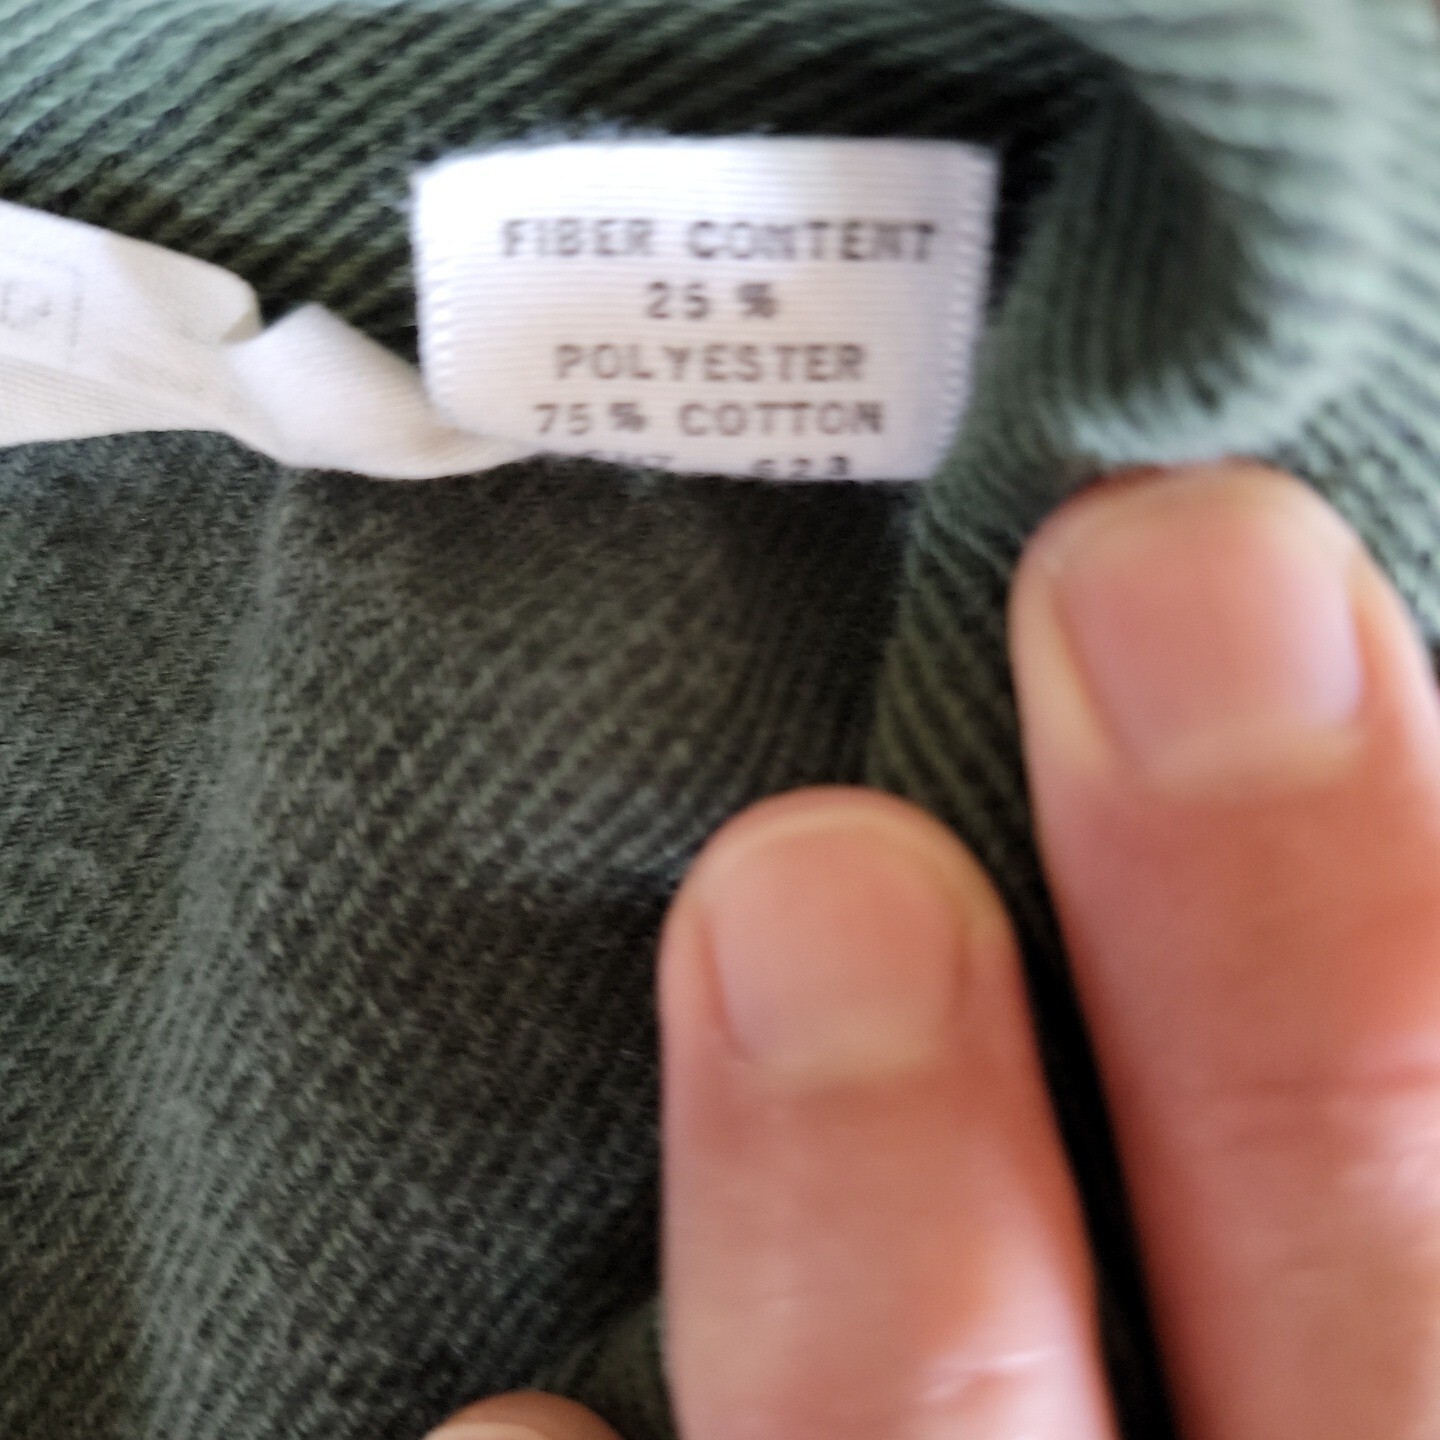 FIBER CONTENT
25 %
POLYESTER
75 % COTTON